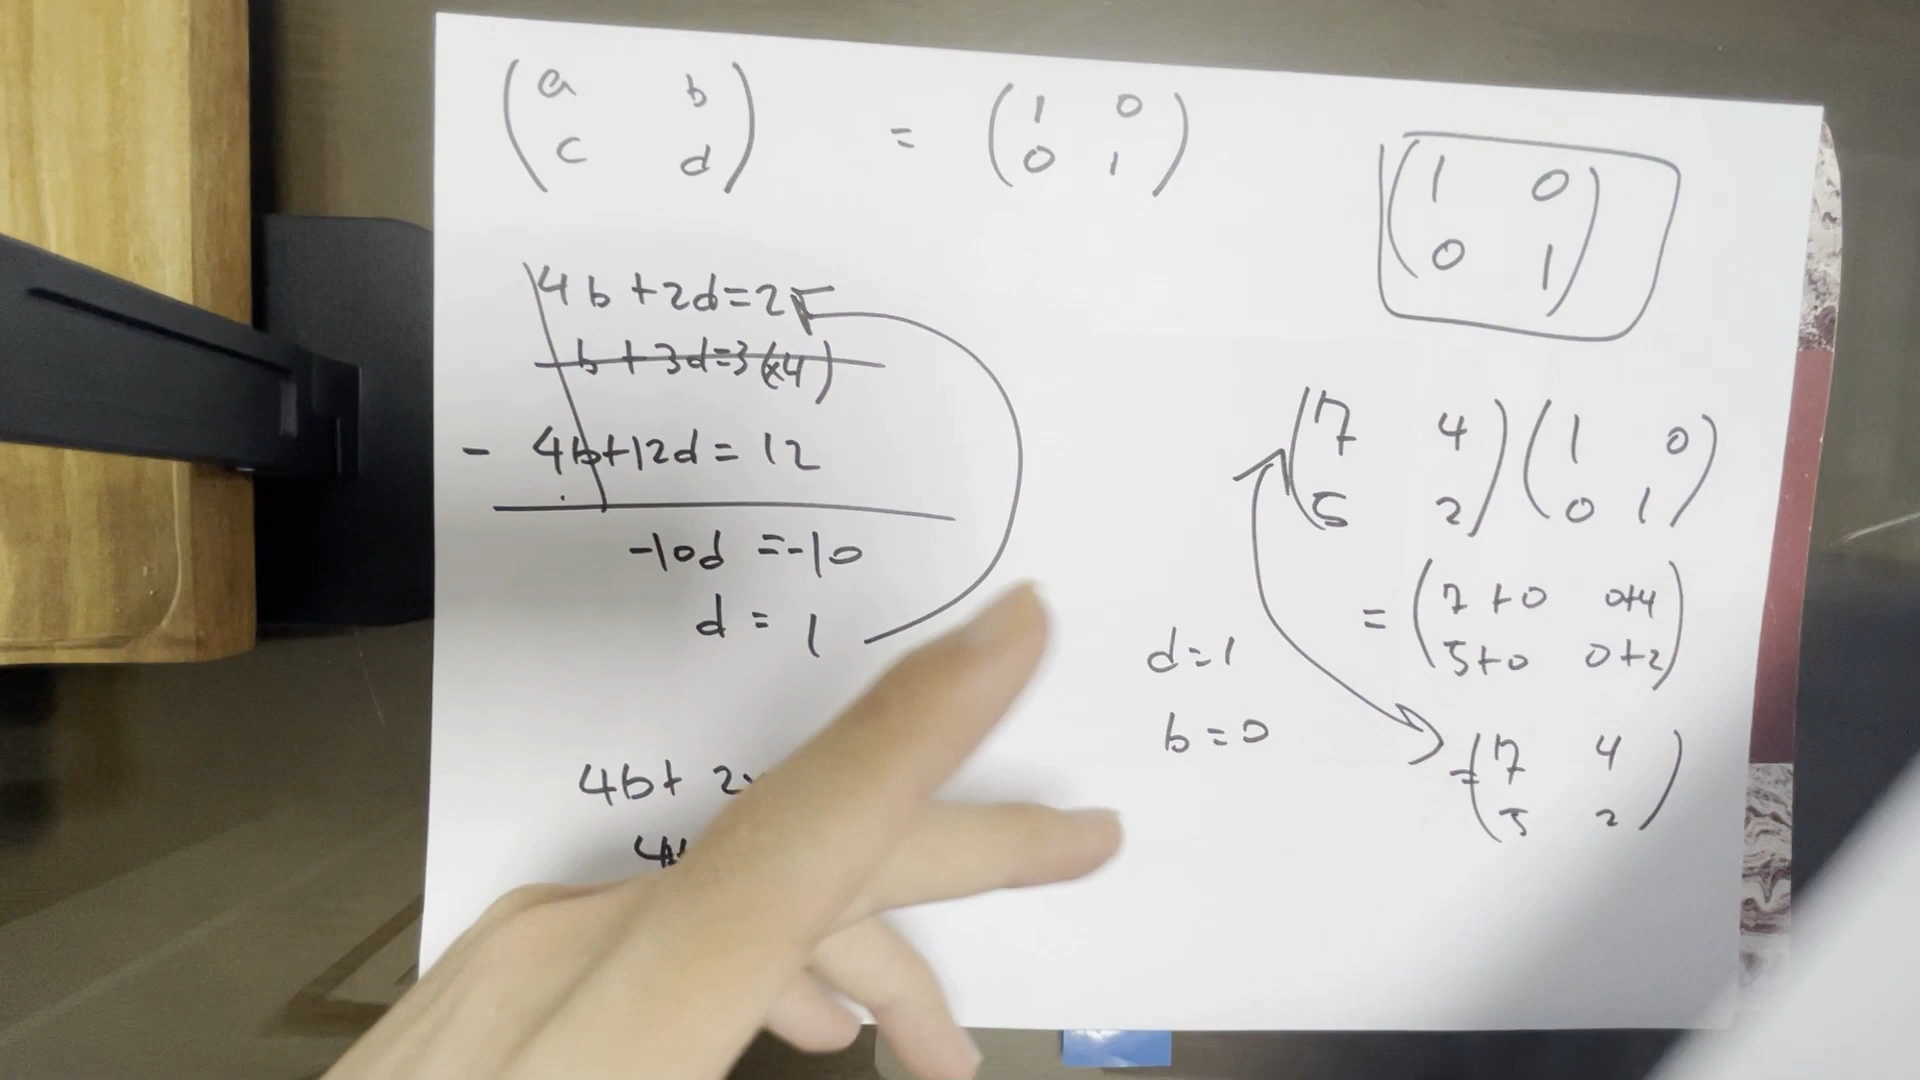 (a b
c d) = (1 0
0 1)
4b + 2d = 2
b + 3d = 3 (x4)
- 4b + 12d = 12
-10d = -10
d = 1
4b + 2
(1 0
0 1)
(7 4
5 2) (1 0
0 1)
= (7 + 0 0+4
5+0 0+2)
= (7 4
5 2)
d = 1
b = 0